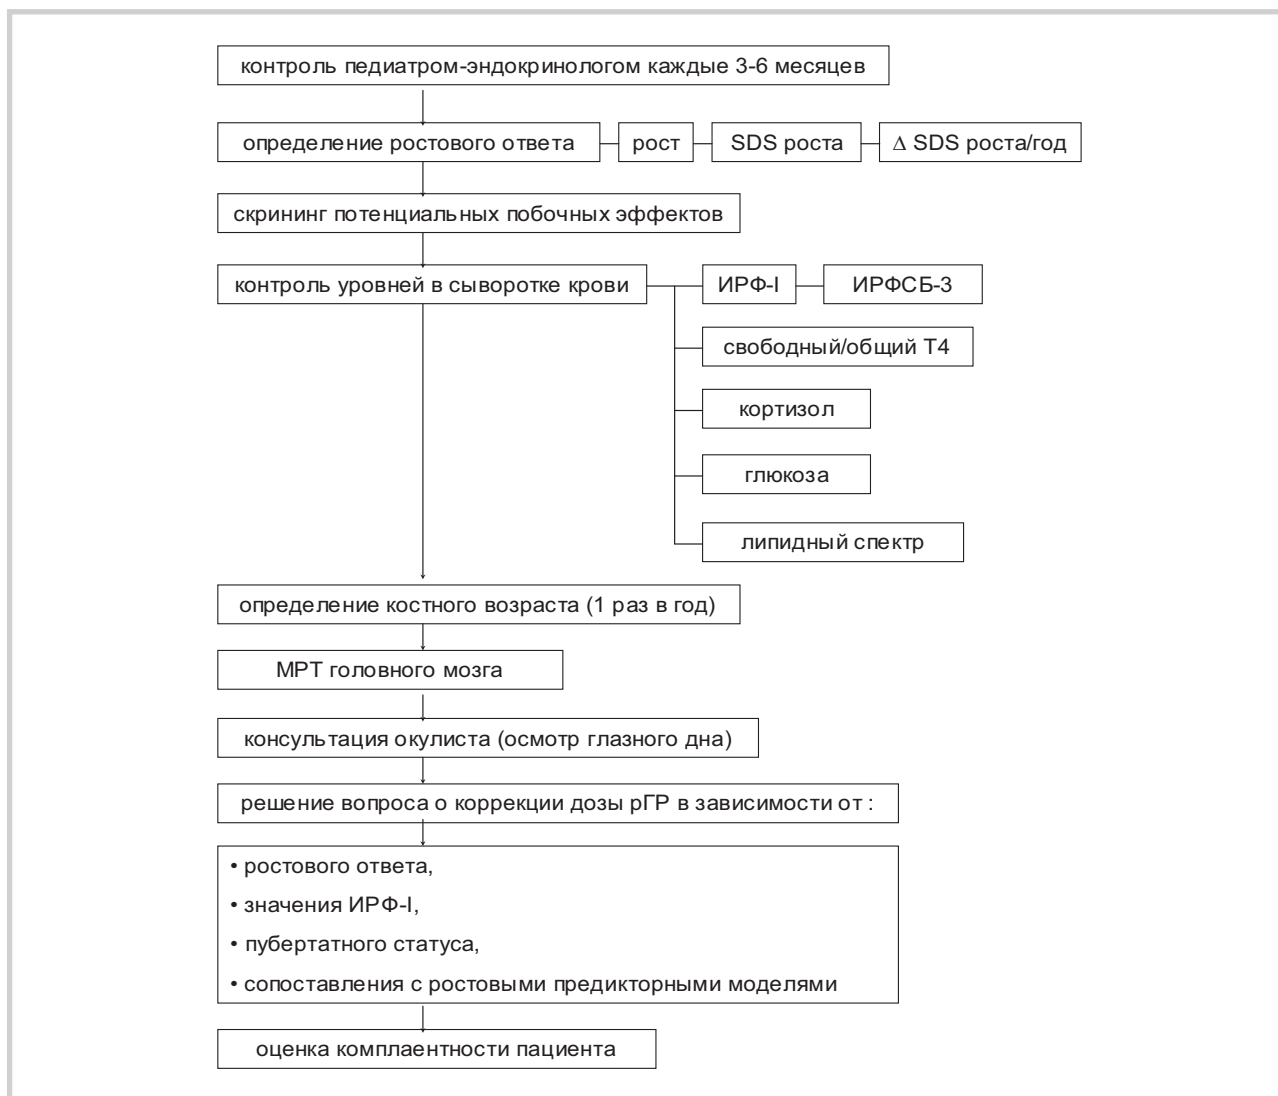 контроль педиатром-эндокринологом каждые 3-6 месяцев
определение ростового ответа
рост
SDS роста
Δ SDS роста/год
скрининг потенциальных побочных эффектов
контроль уровней в сыворотке крови
ИРФ-I
ИРФСБ-3
свободный/общий Т4
кортизол
глюкоза
липидный спектр
определение костного возраста (1 раз в год)
МРТ головного мозга
консультация окулиста (осмотр глазного дна)
решение вопроса о коррекции дозы рГР в зависимости от :
• ростового ответа,
• значения ИРФ-I,
• пубертатного статуса,
• сопоставления с ростовыми предикторными моделями
оценка комплаентности пациента